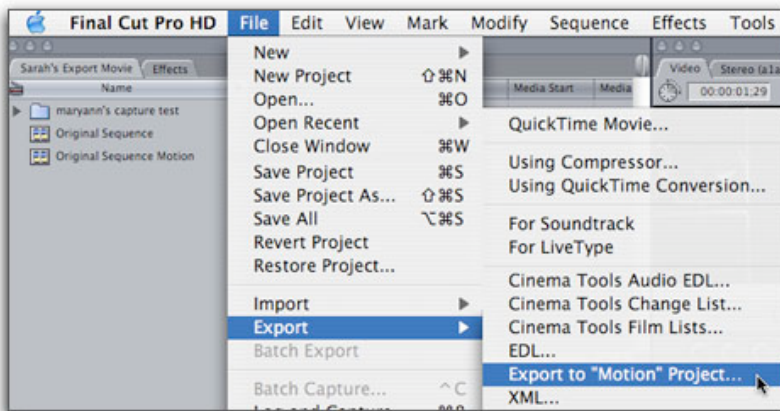 Final Cut Pro HD File Edit View Mark Modify Sequence Effects Tools
Sarah's Export Movie Effects
Name
maryann's capture test
Original Sequence
Original Sequence Motion
New
New Project ⇧⌘N
Open... ⌘O
Open Recent
Close Window ⌘W
Save Project ⌘S
Save Project As... ⇧⌘S
Save All ⌥⌘S
Revert Project
Restore Project...
Import
Export
Batch Export
Batch Capture... ^C
Media Start Media
Video Stereo (a1a
00:00:01;29
QuickTime Movie...
Using Compressor...
Using QuickTime Conversion...
For Soundtrack
For LiveType
Cinema Tools Audio EDL...
Cinema Tools Change List...
Cinema Tools Film Lists...
EDL...
Export to "Motion" Project...
XML...